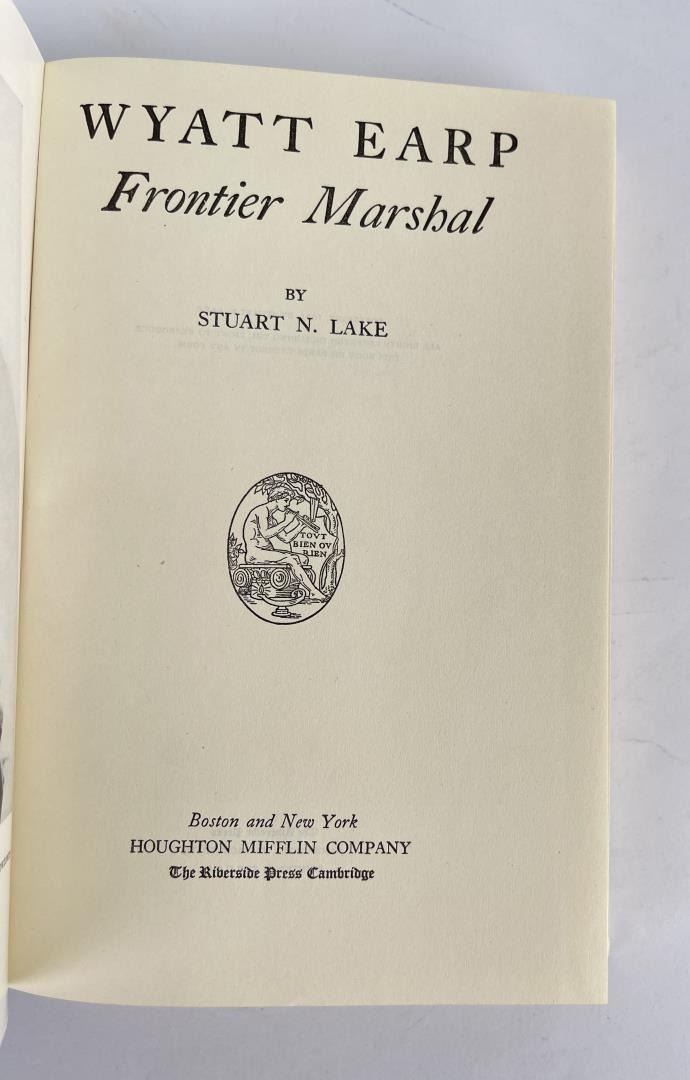 WYATT EARP
Frontier Marshal
BY
STUART N. LAKE
TOVT
BIEN OV
RIEN
Boston and New York
HOUGHTON MIFFLIN COMPANY
The Riverside Press Cambridge